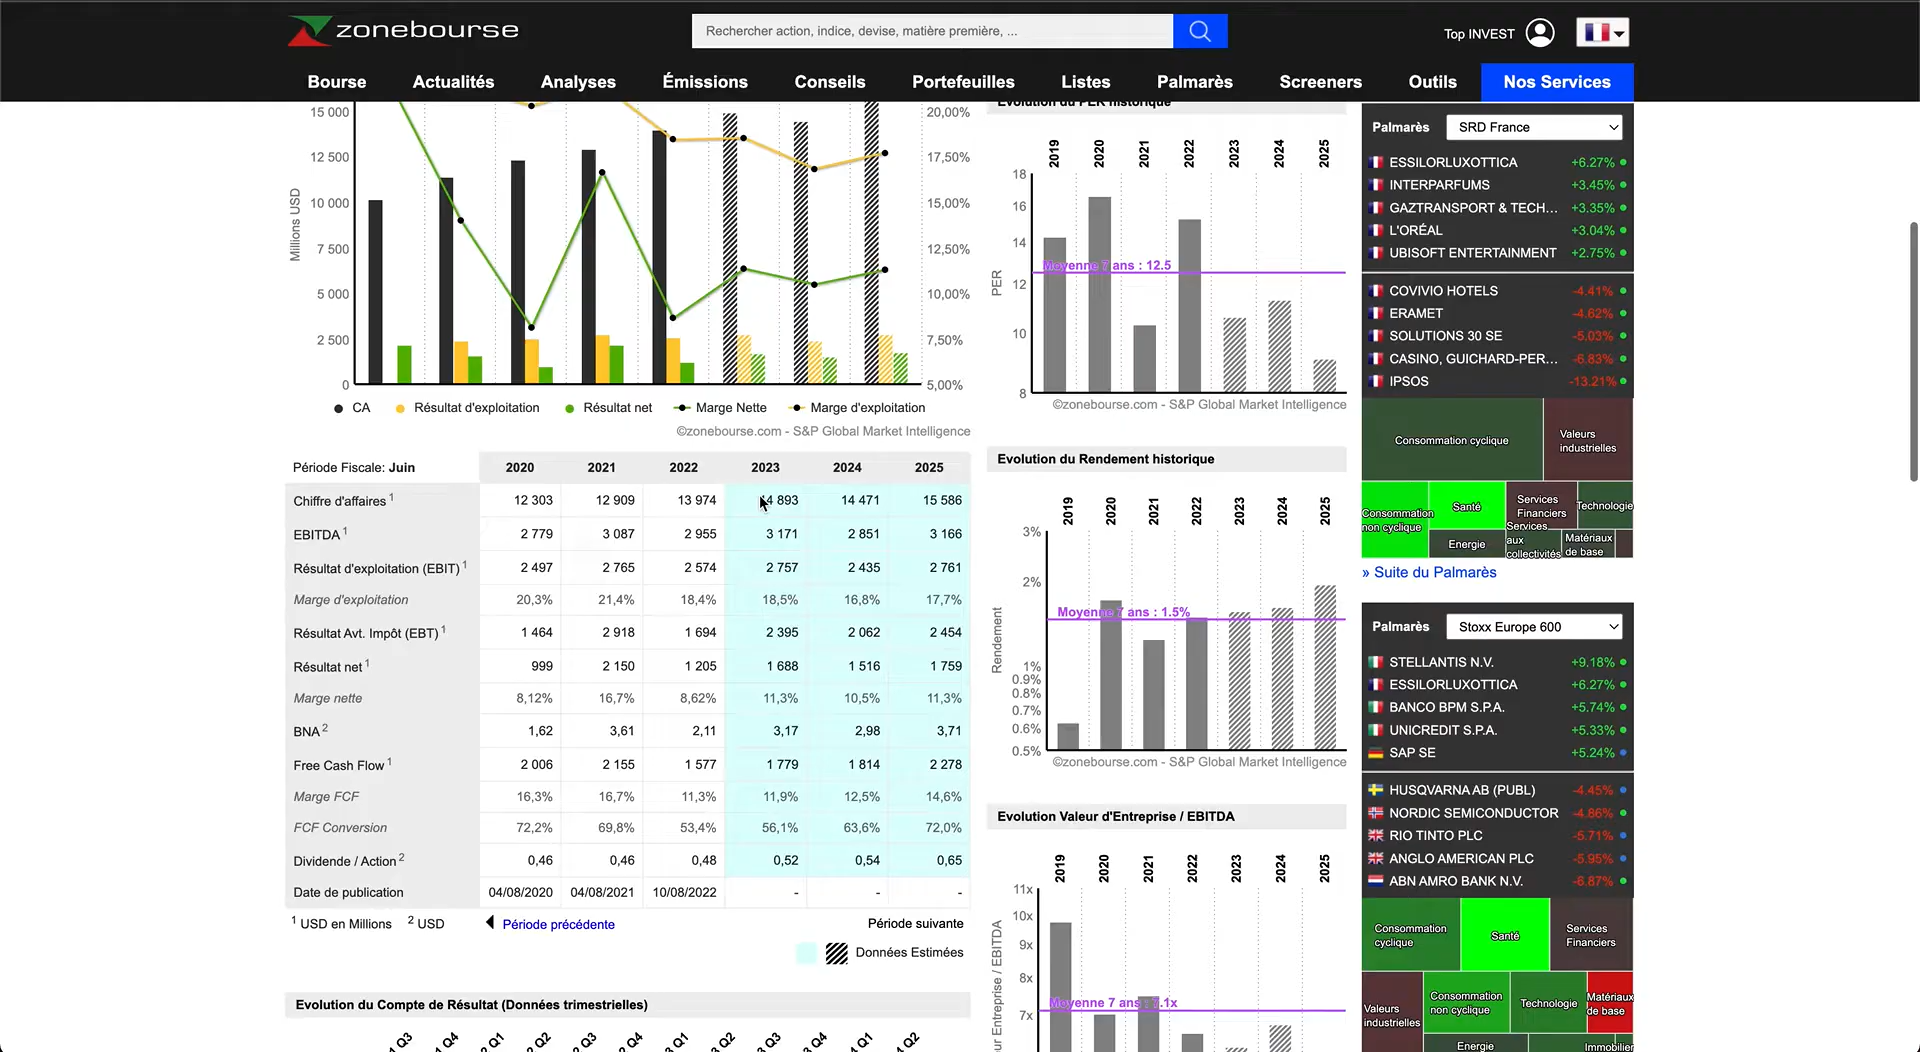 zonebourse
Rechercher action, indice, devise, matière première, ...
Top INVEST
Bourse Actualités Analyses Émissions Conseils Portefeuilles Listes Palmarès Screeners Outils Nos Services
Millions USD
15 000
12 500
10 000
7 500
5 000
2 500
0
20,00%
17,50%
15,00%
12,50%
10,00%
7,50%
5,00%
CA Résultat d'exploitation Résultat net Marge Nette Marge d'exploitation
©zonebourse.com - S&P Global Market Intelligence
Période Fiscale: Juin 2020 2021 2022 2023 2024 2025
Chiffre d'affaires 1 12 303 12 909 13 974 14 893 14 471 15 586
EBITDA 1 2 779 3 087 2 955 3 171 2 851 3 166
Résultat d'exploitation (EBIT) 1 2 497 2 765 2 574 2 757 2 435 2 761
Marge d'exploitation 20,3% 21,4% 18,4% 18,5% 16,8% 17,7%
Résultat Avt. Impôt (EBT) 1 1 464 2 918 1 694 2 395 2 062 2 454
Résultat net 1 999 2 150 1 205 1 688 1 516 1 759
Marge nette 8,12% 16,7% 8,62% 11,3% 10,5% 11,3%
BNA 2 1,62 3,61 2,11 3,17 2,98 3,71
Free Cash Flow 1 2 006 2 155 1 577 1 779 1 814 2 278
Marge FCF 16,3% 16,7% 11,3% 11,9% 12,5% 14,6%
FCF Conversion 72,2% 69,8% 53,4% 56,1% 63,6% 72,0%
Dividende / Action 2 0,46 0,46 0,48 0,52 0,54 0,65
Date de publication 04/08/2020 04/08/2021 10/08/2022 - - -
1 USD en Millions 2 USD Période précédente Période suivante
Données Estimées
Evolution du Compte de Résultat (Données trimestrielles)
Evolution du PER historique
2019 2020 2021 2022 2023 2024 2025
PER
18
16
14
12
10
8
Moyenne 7 ans : 12.5
©zonebourse.com - S&P Global Market Intelligence
Evolution du Rendement historique
2019 2020 2021 2022 2023 2024 2025
Rendement
3%
2%
1%
0.9%
0.8%
0.7%
0.6%
0.5%
Moyenne 7 ans : 1.5%
©zonebourse.com - S&P Global Market Intelligence
Evolution Valeur d'Entreprise / EBITDA
2019 2020 2021 2022 2023 2024 2025
ur Entreprise / EBITDA
11x
10x
9x
8x
7x
Moyenne 7 ans : 7.1x
Palmarès SRD France
ESSILORLUXOTTICA +6.27%
INTERPARFUMS +3.45%
GAZTRANSPORT & TECH... +3.35%
L'ORÉAL +3.04%
UBISOFT ENTERTAINMENT +2.75%
COVIVIO HOTELS -4.41%
ERAMET -4.62%
SOLUTIONS 30 SE -5.03%
CASINO, GUICHARD-PER... -6.83%
IPSOS -13.21%
Consommation cyclique
Valeurs
industrielles
Consommation
non cyclique
Santé
Energie
Services
Financiers
Services
aux
collectivités
Technologie
Matériaux
de base
» Suite du Palmarès
Palmarès Stoxx Europe 600
STELLANTIS N.V. +9.18%
ESSILORLUXOTTICA +6.27%
BANCO BPM S.P.A. +5.74%
UNICREDIT S.P.A. +5.33%
SAP SE +5.24%
HUSQVARNA AB (PUBL) -4.45%
NORDIC SEMICONDUCTOR -4.86%
RIO TINTO PLC -5.71%
ANGLO AMERICAN PLC -5.95%
ABN AMRO BANK N.V. -6.87%
Consommation
cyclique
Santé
Services
Financiers
Valeurs
industrielles
Consommation
non cyclique
Technologie
Matériaux
de base
Energie
Immobilier